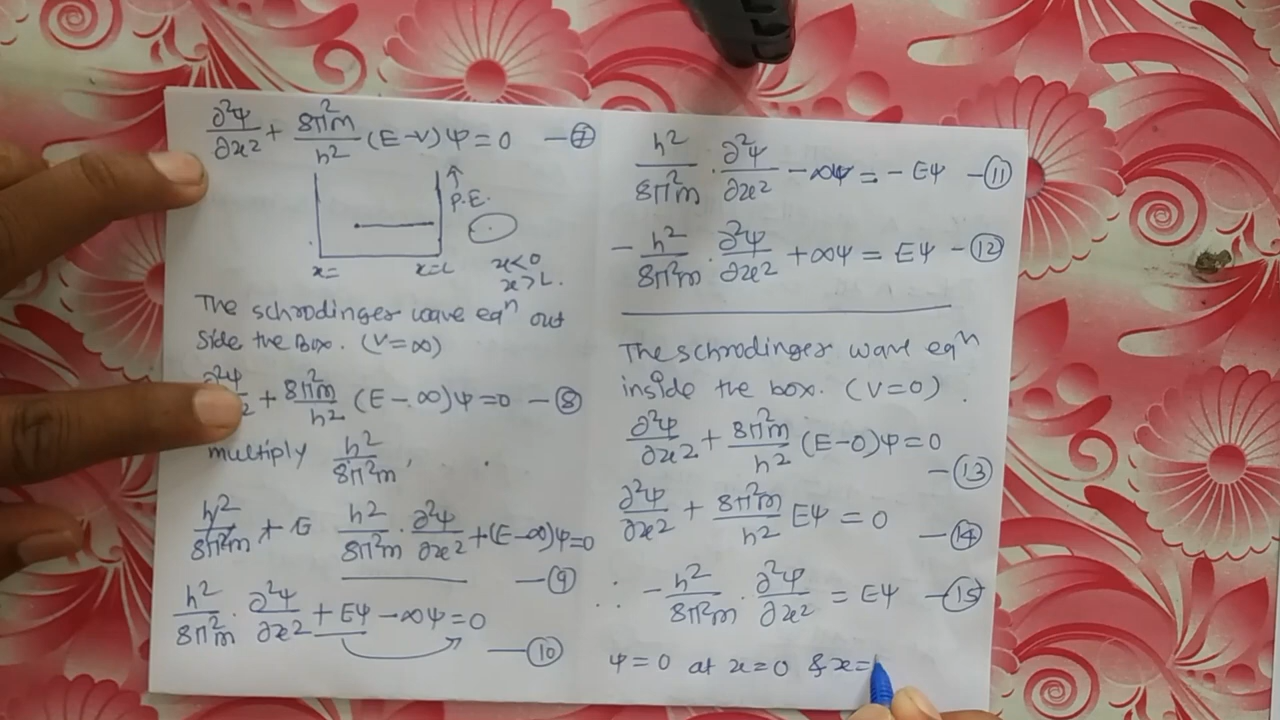 ∂²ψ/∂x² + 8π²m/h² (E-V)ψ = 0 —⑦
P.E.
x= x=L
x<0
x>L.
The schrodinger wave eqⁿ out
side the Box. (V=∞)
+ 8π²m/h² (E-∞)ψ=0 —⑧
multiply h²/8π²m,
h²/8π²m · ∂²ψ/∂x² + (E-∞)ψ=0
—⑨
h²/8π²m · ∂²ψ/∂x² + Eψ - ∞ψ = 0
—⑩
h²/8π²m · ∂²ψ/∂x² - ∞ψ = - Eψ —⑪
- h²/8π²m · ∂²ψ/∂x² + ∞ψ = Eψ —⑫
The schrodinger wave eqⁿ
inside the box. (V=0).
∂²ψ/∂x² + 8π²m/h² (E-0)ψ = 0
—⑬
∂²ψ/∂x² + 8π²m/h² Eψ = 0
—⑭
∴ - h²/8π²m · ∂²ψ/∂x² = Eψ —⑮
ψ=0 at x=0 & x=